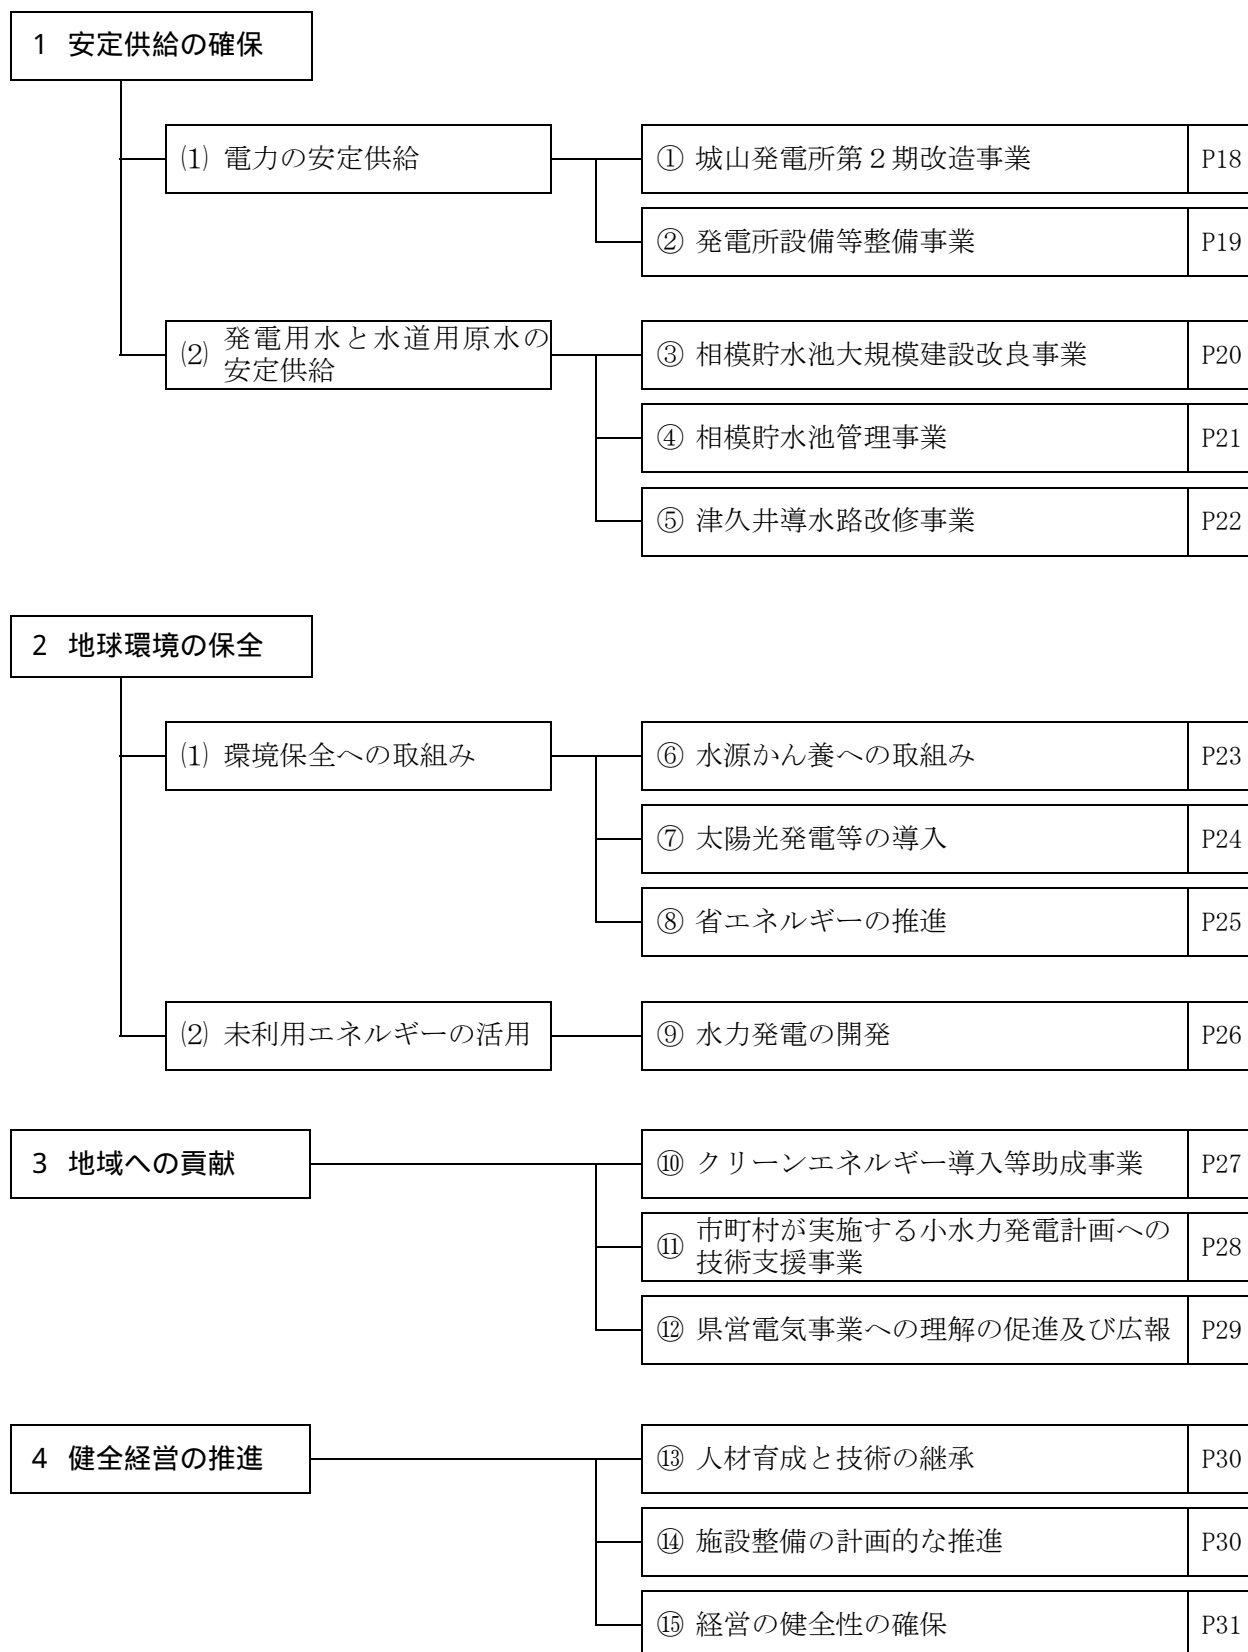 1 安定供給の確保
⑴ 電力の安定供給
① 城山発電所第２期改造事業 P18
② 発電所設備等整備事業 P19
⑵ 発電用水と水道用原水の
安定供給
③ 相模貯水池大規模建設改良事業 P20
④ 相模貯水池管理事業 P21
⑤ 津久井導水路改修事業 P22
2 地球環境の保全
⑴ 環境保全への取組み
⑥ 水源かん養への取組み P23
⑦ 太陽光発電等の導入 P24
⑧ 省エネルギーの推進 P25
⑵ 未利用エネルギーの活用
⑨ 水力発電の開発 P26
3 地域への貢献
⑩ クリーンエネルギー導入等助成事業 P27
⑪ 市町村が実施する小水力発電計画への
技術支援事業 P28
⑫ 県営電気事業への理解の促進及び広報 P29
4 健全経営の推進
⑬ 人材育成と技術の継承 P30
⑭ 施設整備の計画的な推進 P30
⑮ 経営の健全性の確保 P31